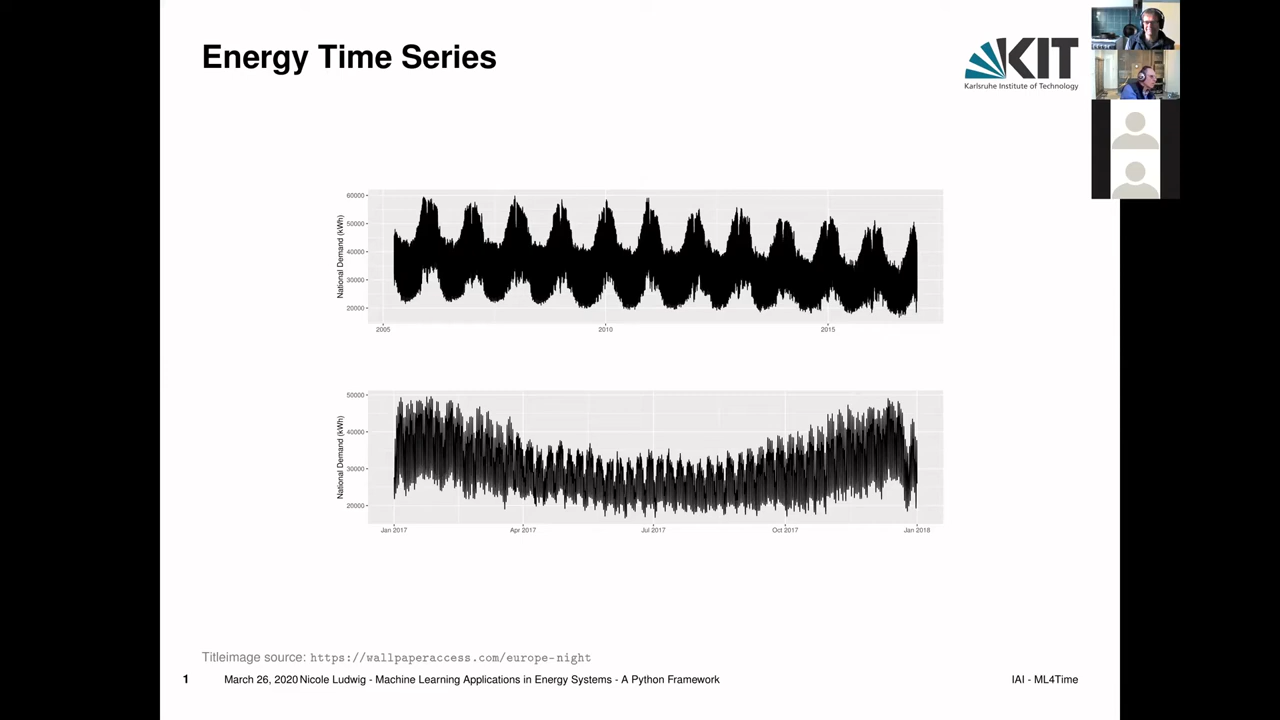 Energy Time Series
KIT
Karlsruhe Institute of Technology
60000
50000
40000
30000
20000
National Demand (kWh)
2005
2010
2015
50000
40000
30000
20000
National Demand (kWh)
Jan 2017
Apr 2017
Jul 2017
Oct 2017
Jan 2018
Titleimage source: https://wallpaperaccess.com/europe-night
1
March 26, 2020 Nicole Ludwig - Machine Learning Applications in Energy Systems - A Python Framework
IAI - ML4Time